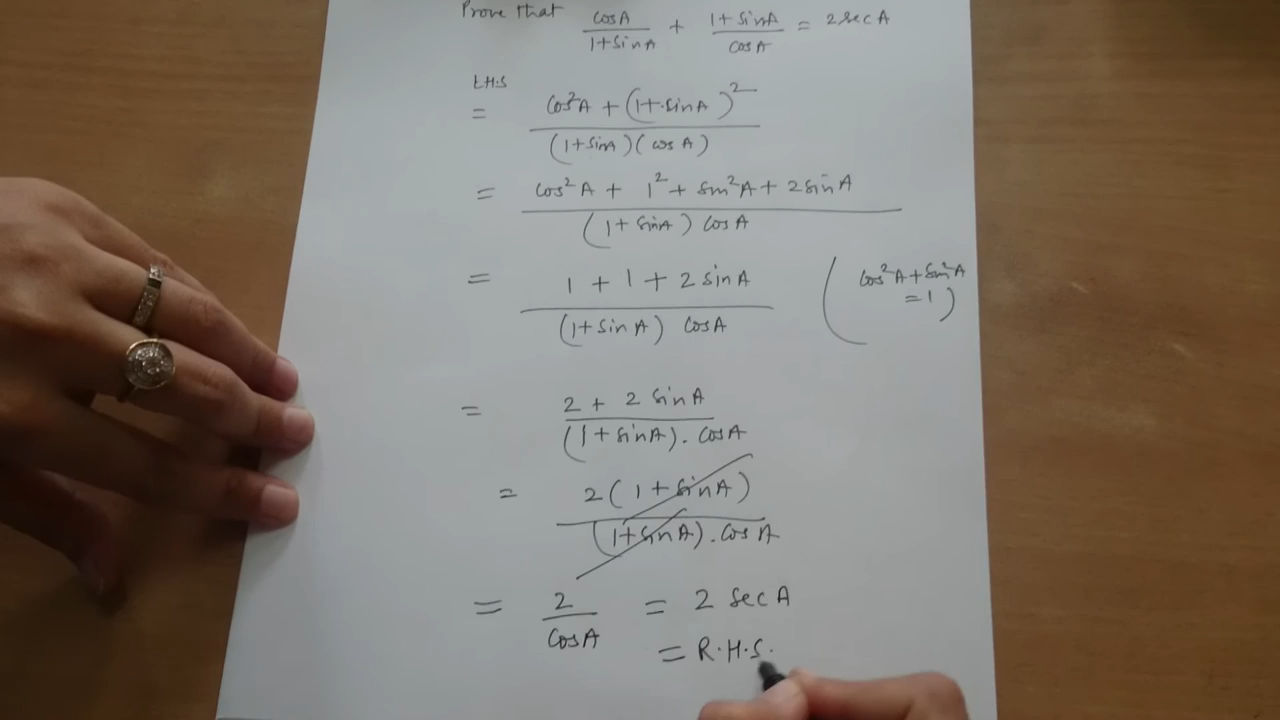 Prove that cosA/1+sinA + 1+sinA/cosA = 2secA
L.H.S
= cos²A + (1+sinA)²/(1+sinA)(cosA)
= cos²A + 1² + sin²A + 2sinA/(1+sinA) cosA
= 1 + 1 + 2sinA/(1+sinA) cosA (cos²A + sin²A = 1)
= 2 + 2 sinA/(1+sinA).cosA
= 2(1+sinA)/(1+sinA).cosA
= 2/cosA = 2 secA
= R.H.S.